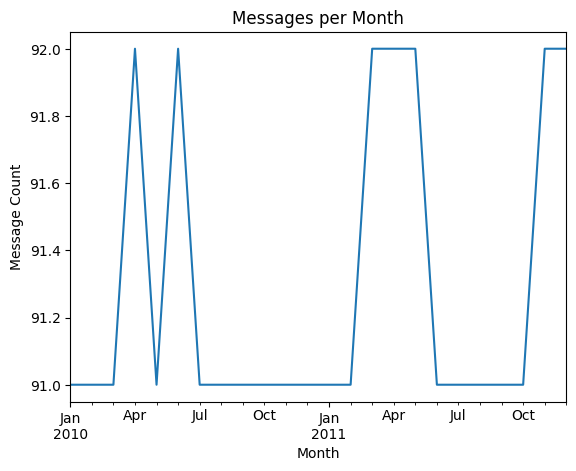 Messages per Month
Message Count
92.0
91.8
91.6
91.4
91.2
91.0
Jan Apr Jul Oct Jan Apr Jul Oct
2010 2011
Month